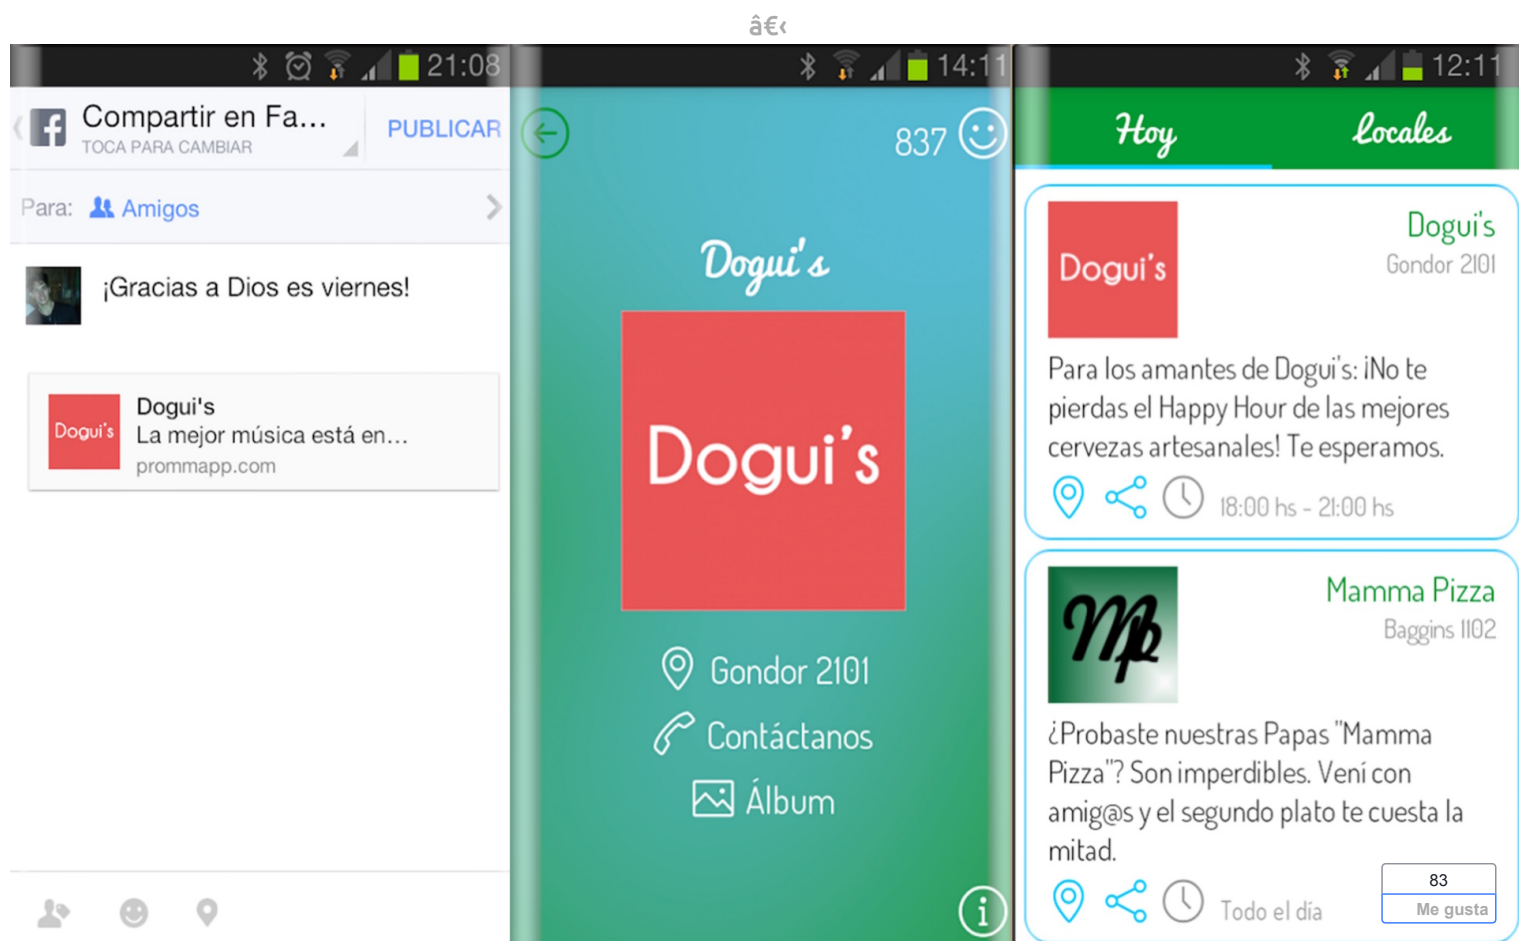 â€‹
21:08
Compartir en Fa...
TOCA PARA CAMBIAR
PUBLICAR
Para: Amigos
¡Gracias a Dios es viernes!
Dogui's
Dogui's
La mejor música está en...
prommapp.com
14:11
837
Dogui's
Dogui's
Gondor 2101
Contáctanos
Álbum
12:11
Hoy
Locales
Dogui's
Dogui's
Gondor 2101
Para los amantes de Dogui's: ¡No te
pierdas el Happy Hour de las mejores
cervezas artesanales! Te esperamos.
18:00 hs - 21:00 hs
Mp
Mamma Pizza
Baggins 1102
¿Probaste nuestras Papas "Mamma
Pizza"? Son imperdibles. Vení con
amig@s y el segundo plato te cuesta la
mitad.
Todo el día
83
Me gusta